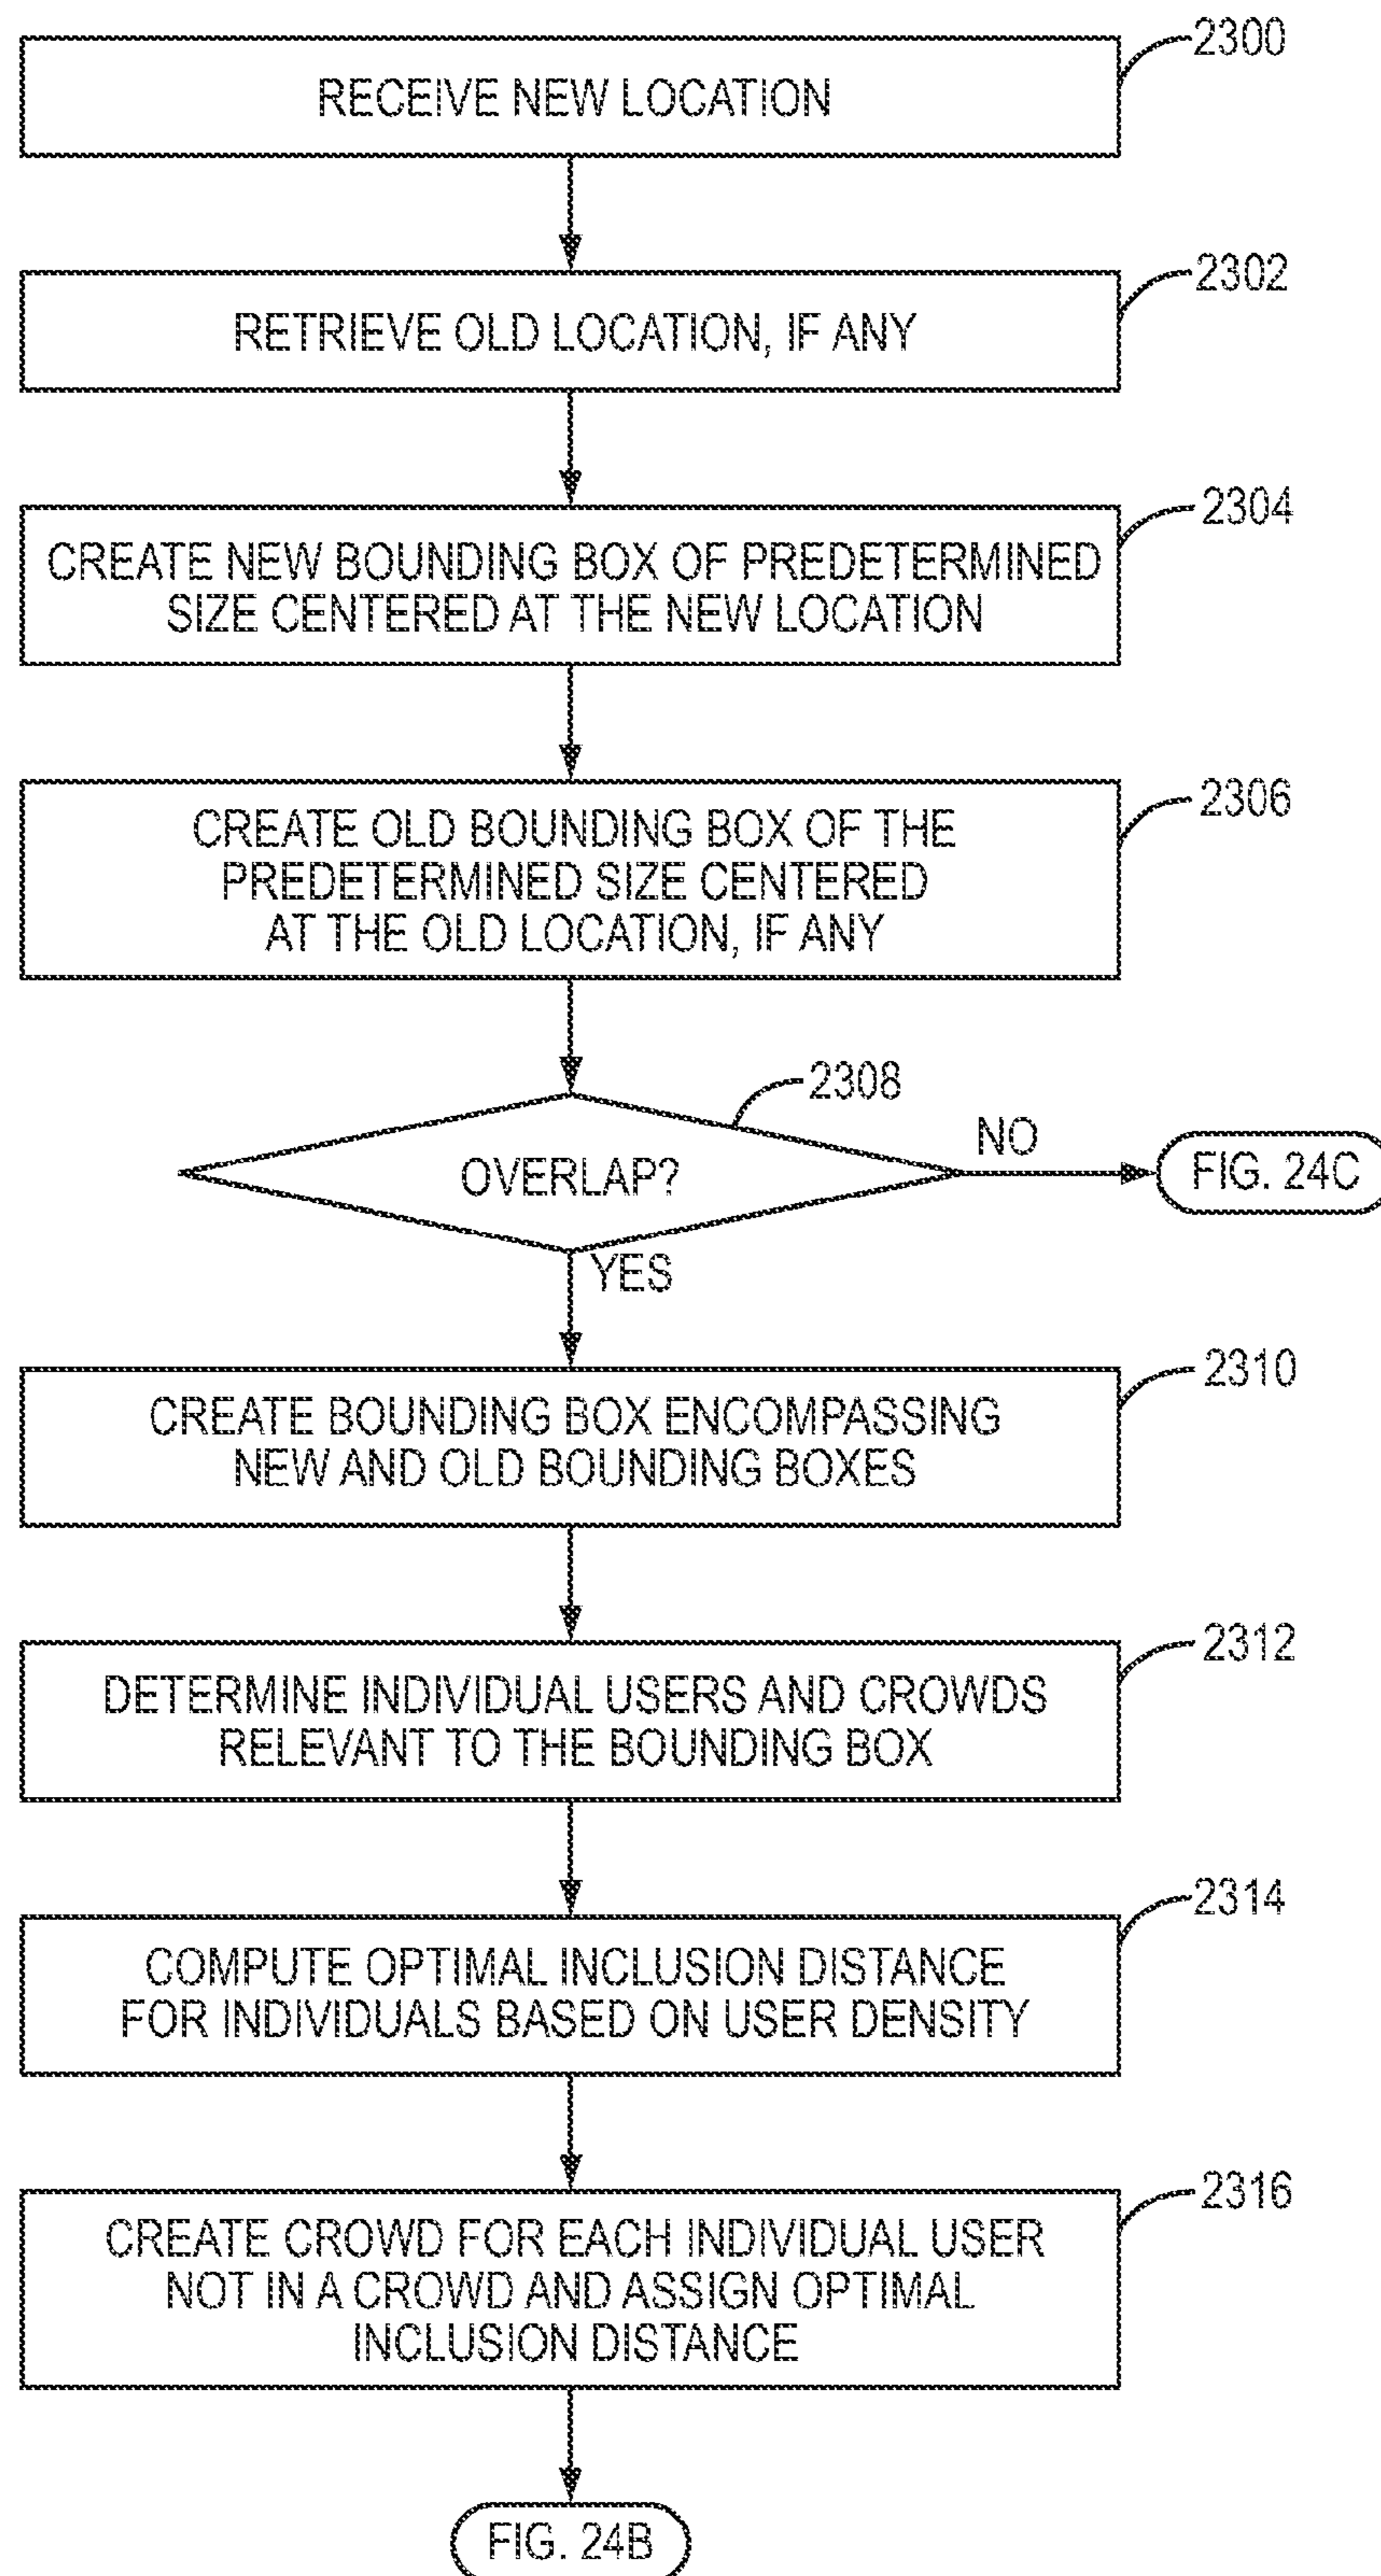 2300
RECEIVE NEW LOCATION
2302
RETRIEVE OLD LOCATION, IF ANY
2304
CREATE NEW BOUNDING BOX OF PREDETERMINED
SIZE CENTERED AT THE NEW LOCATION
2306
CREATE OLD BOUNDING BOX OF THE
PREDETERMINED SIZE CENTERED
AT THE OLD LOCATION, IF ANY
2308
OVERLAP?
NO
FIG. 24C
YES
2310
CREATE BOUNDING BOX ENCOMPASSING
NEW AND OLD BOUNDING BOXES
2312
DETERMINE INDIVIDUAL USERS AND CROWDS
RELEVANT TO THE BOUNDING BOX
2314
COMPUTE OPTIMAL INCLUSION DISTANCE
FOR INDIVIDUALS BASED ON USER DENSITY
2316
CREATE CROWD FOR EACH INDIVIDUAL USER
NOT IN A CROWD AND ASSIGN OPTIMAL
INCLUSION DISTANCE
FIG. 24B